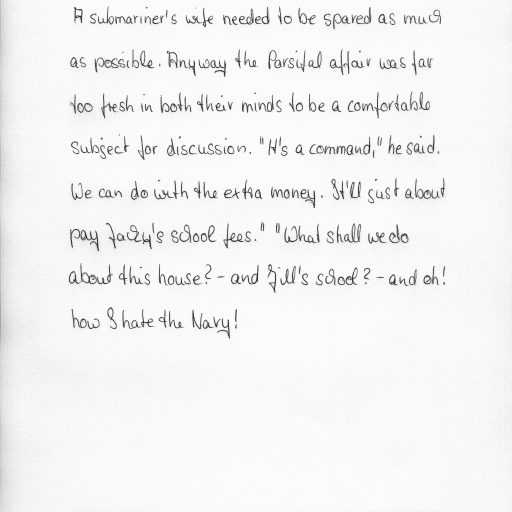 A submariner's wife needed to be spared as much
as possible. Anyway the Parsifal affair was far
too fresh in both their minds to be a comfortable
subject for discussion. "It's a command," he said.
We can do with the extra money. It'll just about
pay Jacky's school fees." "What shall we do
about this house? - and Jill's school? - and oh!
how I hate the Navy!